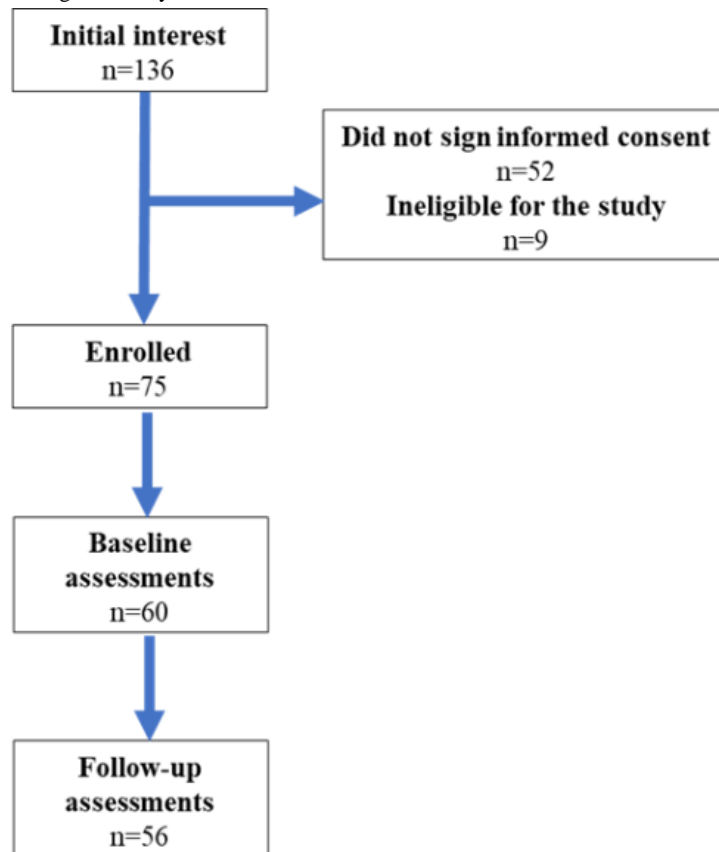 Initial interest
n=136
Did not sign informed consent
n=52
Ineligible for the study
n=9
Enrolled
n=75
Baseline
assessments
n=60
Follow-up
assessments
n=56